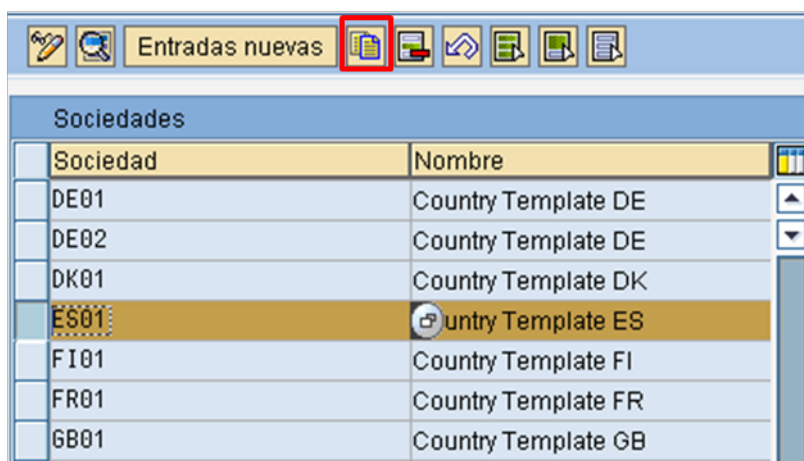 Entradas nuevas
Sociedades
Sociedad Nombre
DE01 Country Template DE
DE02 Country Template DE
DK01 Country Template DK
ES01 untry Template ES
FI01 Country Template FI
FR01 Country Template FR
GB01 Country Template GB